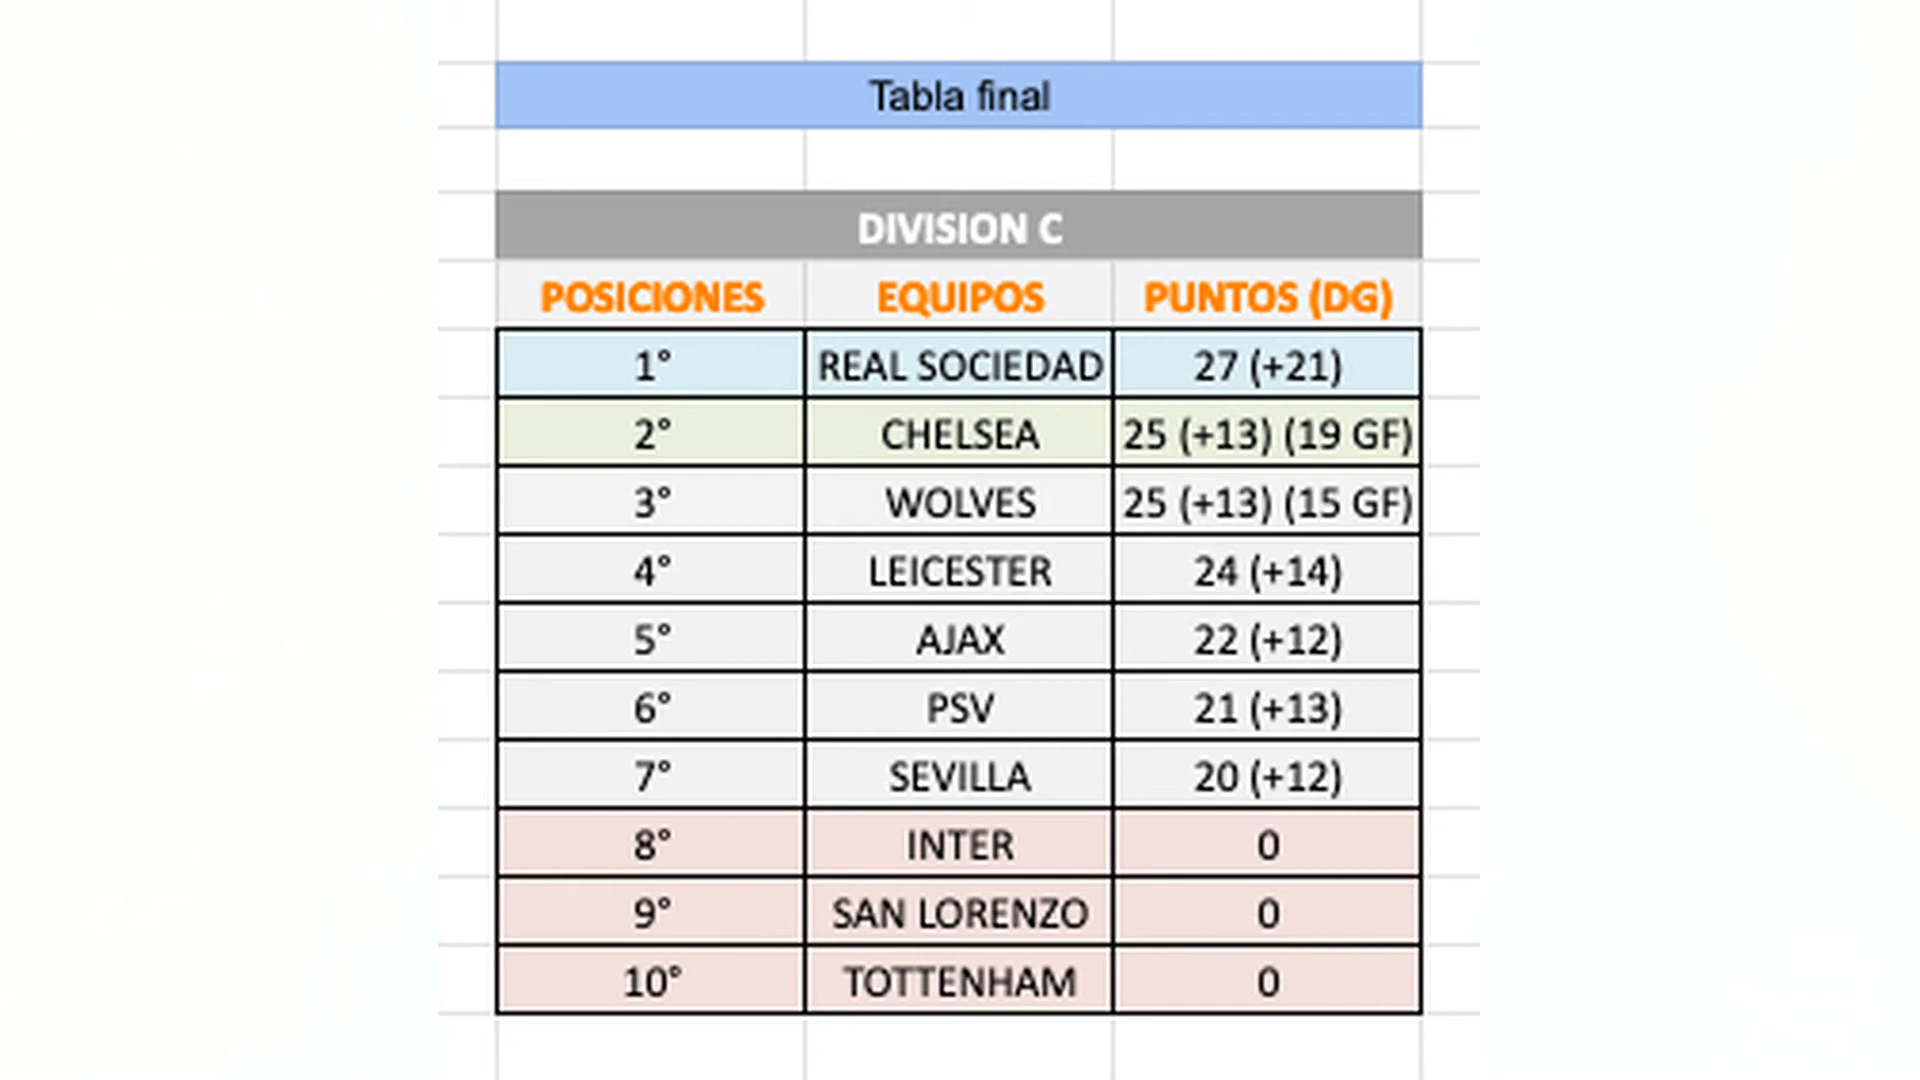 Tabla final
DIVISION C
POSICIONES EQUIPOS PUNTOS (DG)
1° REAL SOCIEDAD 27 (+21)
2° CHELSEA 25 (+13) (19 GF)
3° WOLVES 25 (+13) (15 GF)
4° LEICESTER 24 (+14)
5° AJAX 22 (+12)
6° PSV 21 (+13)
7° SEVILLA 20 (+12)
8° INTER 0
9° SAN LORENZO 0
10° TOTTENHAM 0